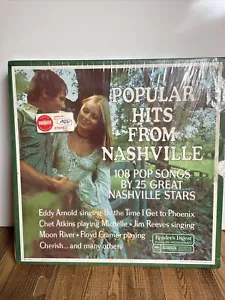 POPULAR
HITS
FROM
NASHVILLE
108 POP SONGS
BY 25 GREAT
NASHVILLE STARS
Eddy Arnold singing By the Time I Get to Phoenix
Chet Atkins playing Michelle • Jim Reeves singing
Moon River • Floyd Cramer playing
Cherish... and many others
Reader's Digest